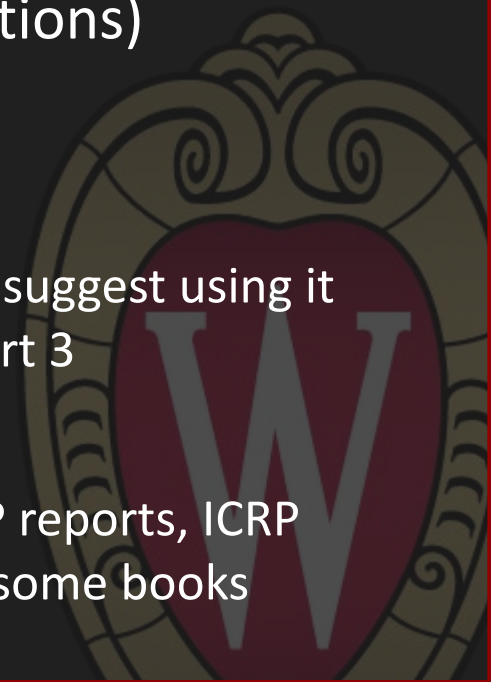 tions)
suggest using it
rt 3
P reports, ICRP
some books
W